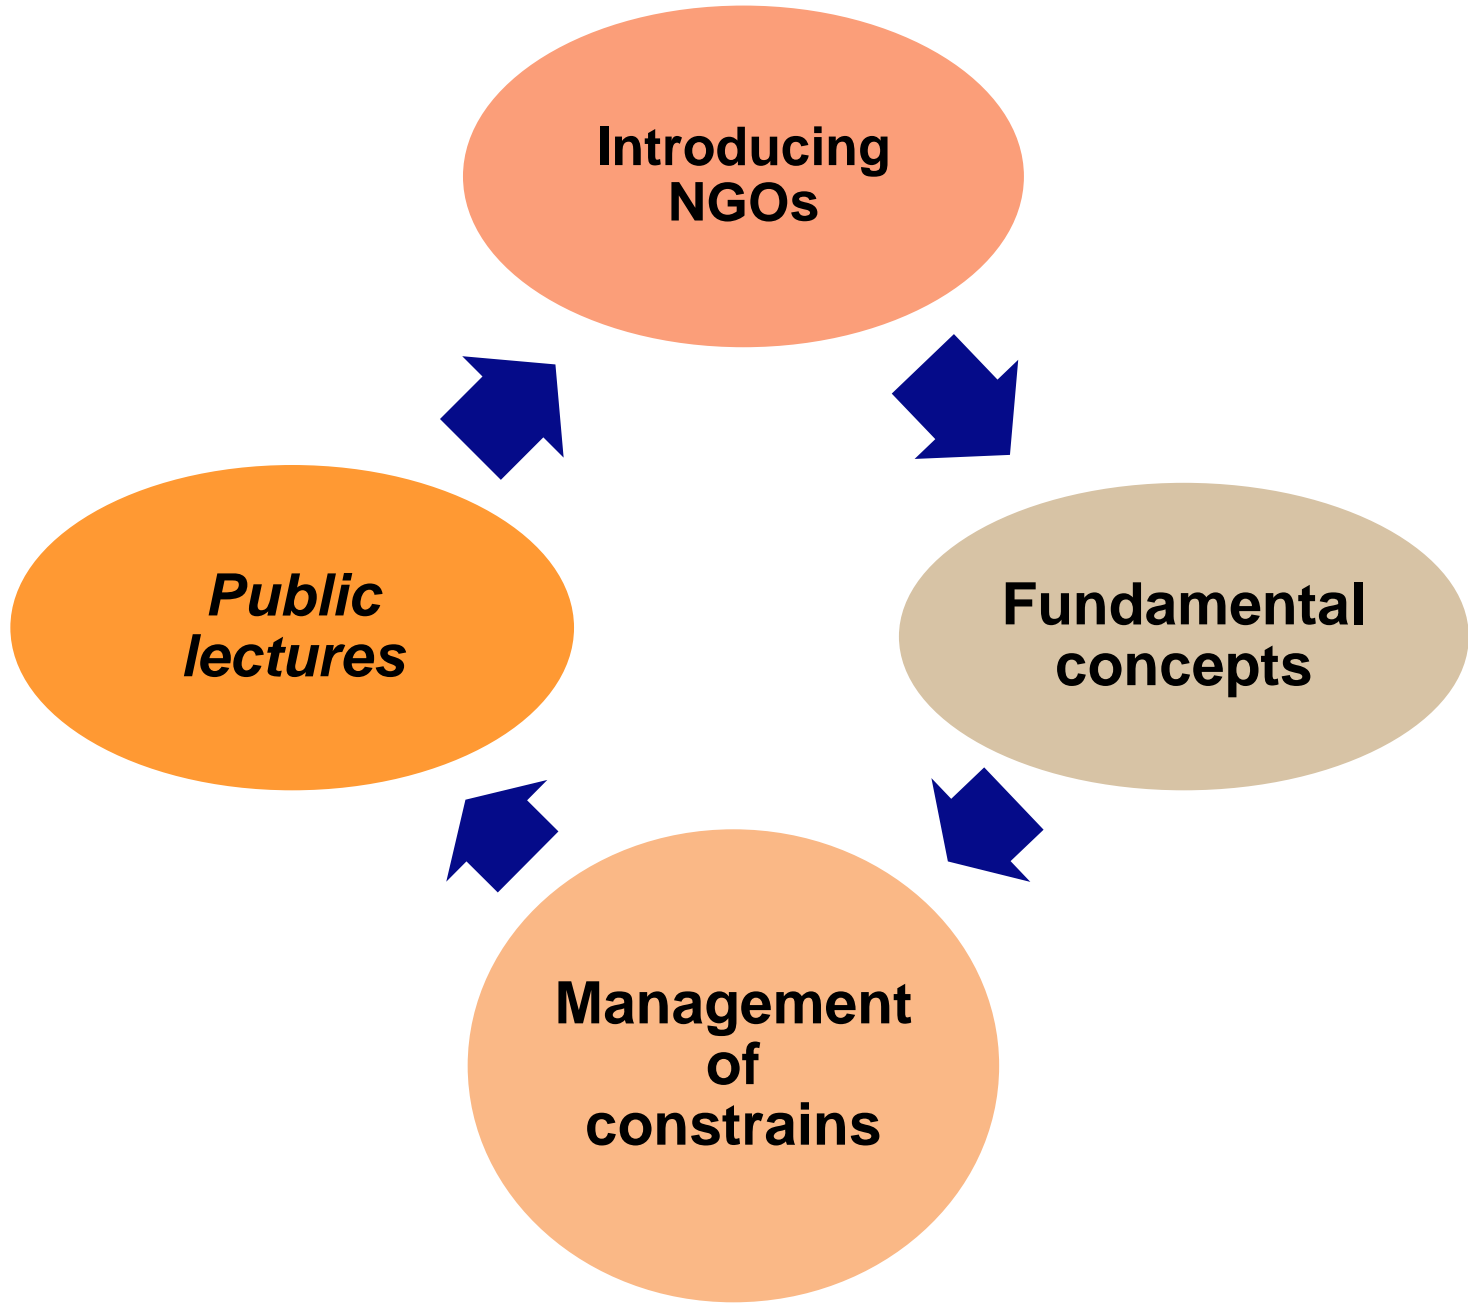 Introducing
NGOs
Public
lectures
Fundamental
concepts
Management
of
constrains